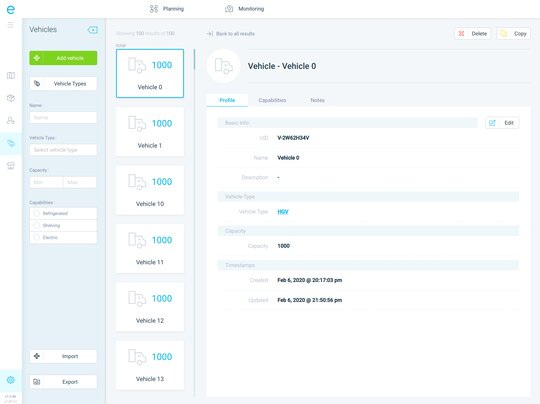 Planning
Monitoring
Vehicles
Add vehicle
Vehicle Types
Name:
Name
Vehicle Type:
Select vehicle type
Capacity:
Min
Max
Capabilities:
Refrigerated
Shelving
Electric
Import
Export
Showing 100 results of 100
total
1000
Vehicle 0
1000
Vehicle 1
1000
Vehicle 10
1000
Vehicle 11
1000
Vehicle 12
1000
Vehicle 13
Back to all results
Delete
Copy
Vehicle - Vehicle 0
Profile
Capabilities
Notes
Basic Info
Edit
V-2W62H34V
Name
Vehicle 0
Description
-
Vehicle Type
Vehicle Type
HGV
Capacity
Capacity
1000
Timestamps
Created
Feb 6, 2020 @ 20:17:03 pm
Updated
Feb 6, 2020 @ 21:50:56 pm